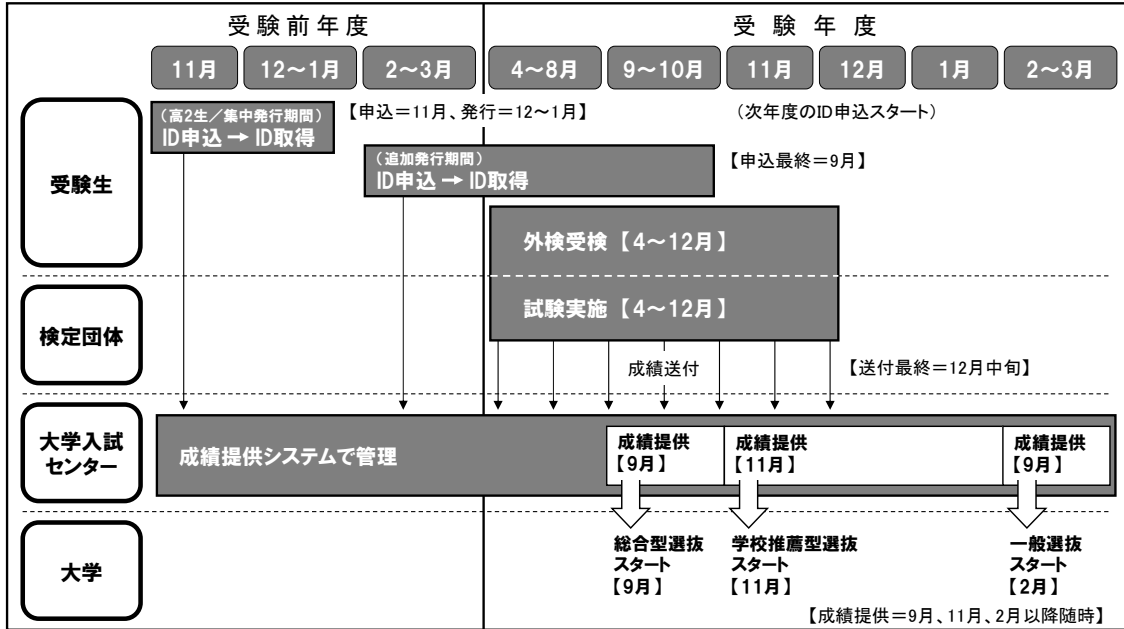 受験前年度
受験年度
11月
12～1月
2～3月
4～8月
9～10月
11月
12月
1月
2～3月
受験生
（高2生／集中発行期間）
ID申込 → ID取得
【申込＝11月、発行＝12～1月】
（次年度のID申込スタート）
（追加発行期間）
ID申込 → ID取得
【申込最終＝9月】
外検受検【4～12月】
検定団体
試験実施【4～12月】
成績送付
【送付最終＝12月中旬】
大学入試
センター
成績提供システムで管理
成績提供
【9月】
成績提供
【11月】
成績提供
【9月】
大学
総合型選抜
スタート
【9月】
学校推薦型選抜
スタート
【11月】
一般選抜
スタート
【2月】
【成績提供＝9月、11月、2月以降随時】